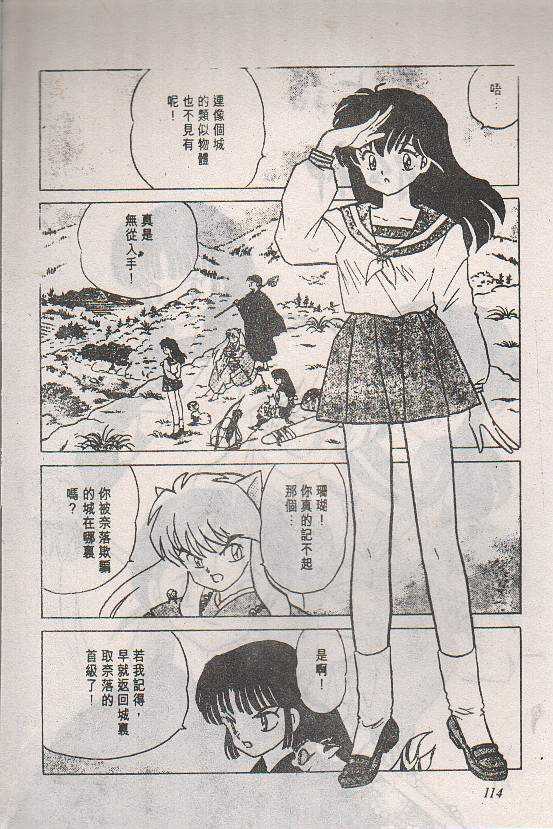 唔…
連像個城
的類似物體
也不見有
呢！
真是
無從入手！
珊瑚！
你真的記不起
那個…
你被奈落欺騙
的城在哪裏
嗎？
是啊！
若我記得，
早就返回城裏
取奈落的
首級了！
114